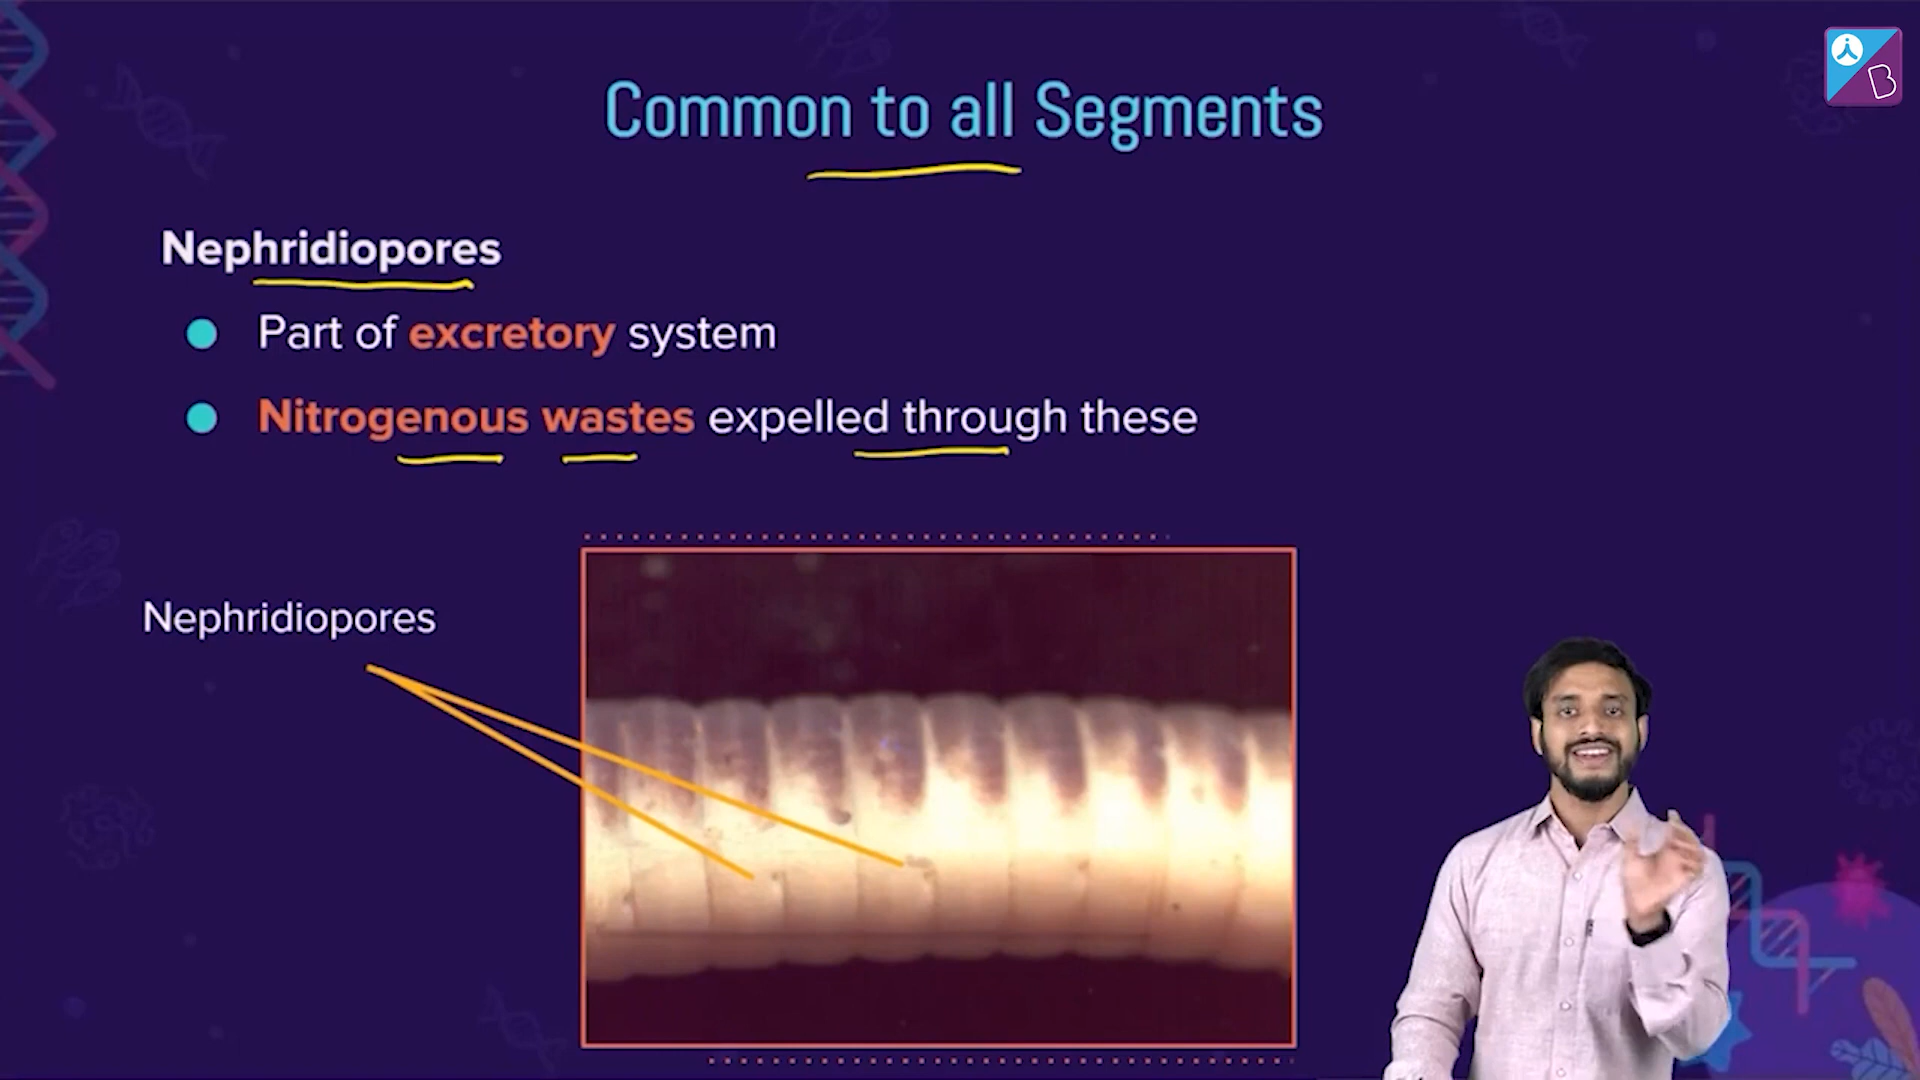 Common to all Segments
Nephridiopores
Part of excretory system
Nitrogenous wastes expelled through these
Nephridiopores
B